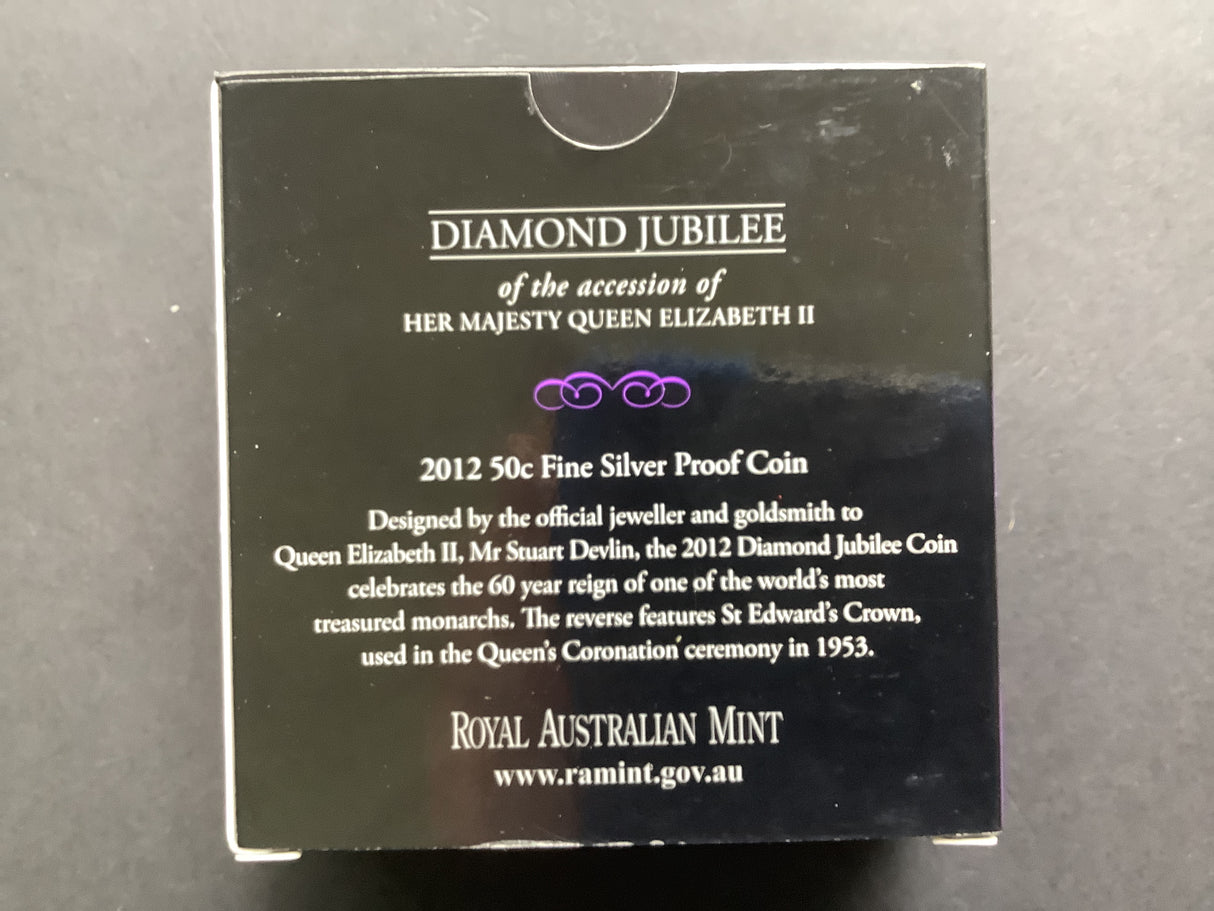 DIAMOND JUBILEE
of the accession of
HER MAJESTY QUEEN ELIZABETH II
2012 50c Fine Silver Proof Coin
Designed by the official jeweller and goldsmith to
Queen Elizabeth II, Mr Stuart Devlin, the 2012 Diamond Jubilee Coin
celebrates the 60 year reign of one of the world's most
treasured monarchs. The reverse features St Edward's Crown,
used in the Queen's Coronation ceremony in 1953.
ROYAL AUSTRALIAN MINT
www.ramint.gov.au